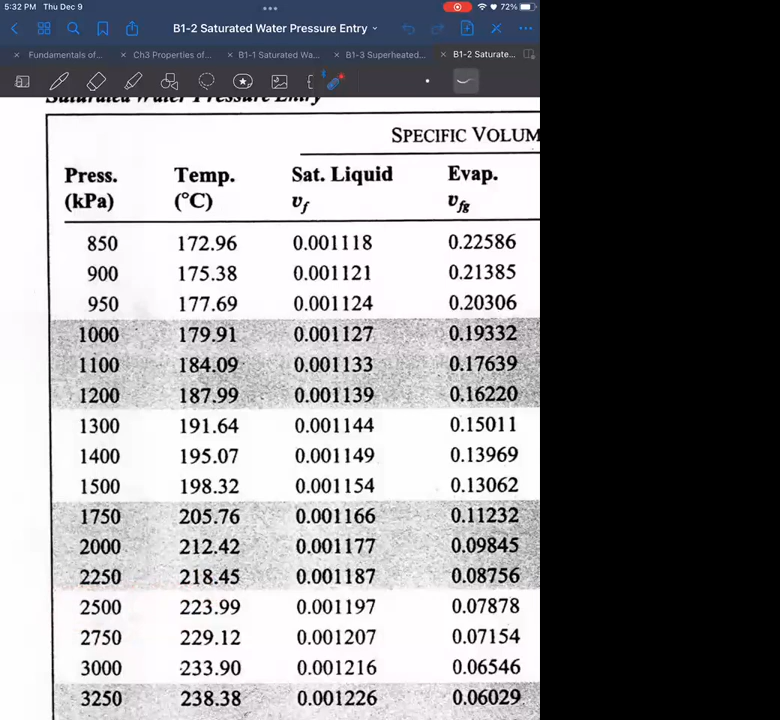 5:32 PM Thu Dec 9
72%
B1-2 Saturated Water Pressure Entry
Fundamentals of...
Ch3 Properties of...
B1-1 Saturated Wa...
B1-3 Superheated...
B1-2 Saturate...
Saturated Water Pressure Entry
SPECIFIC VOLUM
Press. Temp. Sat. Liquid Evap.
(kPa) (°C) vf vfg
850 172.96 0.001118 0.22586
900 175.38 0.001121 0.21385
950 177.69 0.001124 0.20306
1000 179.91 0.001127 0.19332
1100 184.09 0.001133 0.17639
1200 187.99 0.001139 0.16220
1300 191.64 0.001144 0.15011
1400 195.07 0.001149 0.13969
1500 198.32 0.001154 0.13062
1750 205.76 0.001166 0.11232
2000 212.42 0.001177 0.09845
2250 218.45 0.001187 0.08756
2500 223.99 0.001197 0.07878
2750 229.12 0.001207 0.07154
3000 233.90 0.001216 0.06546
3250 238.38 0.001226 0.06029